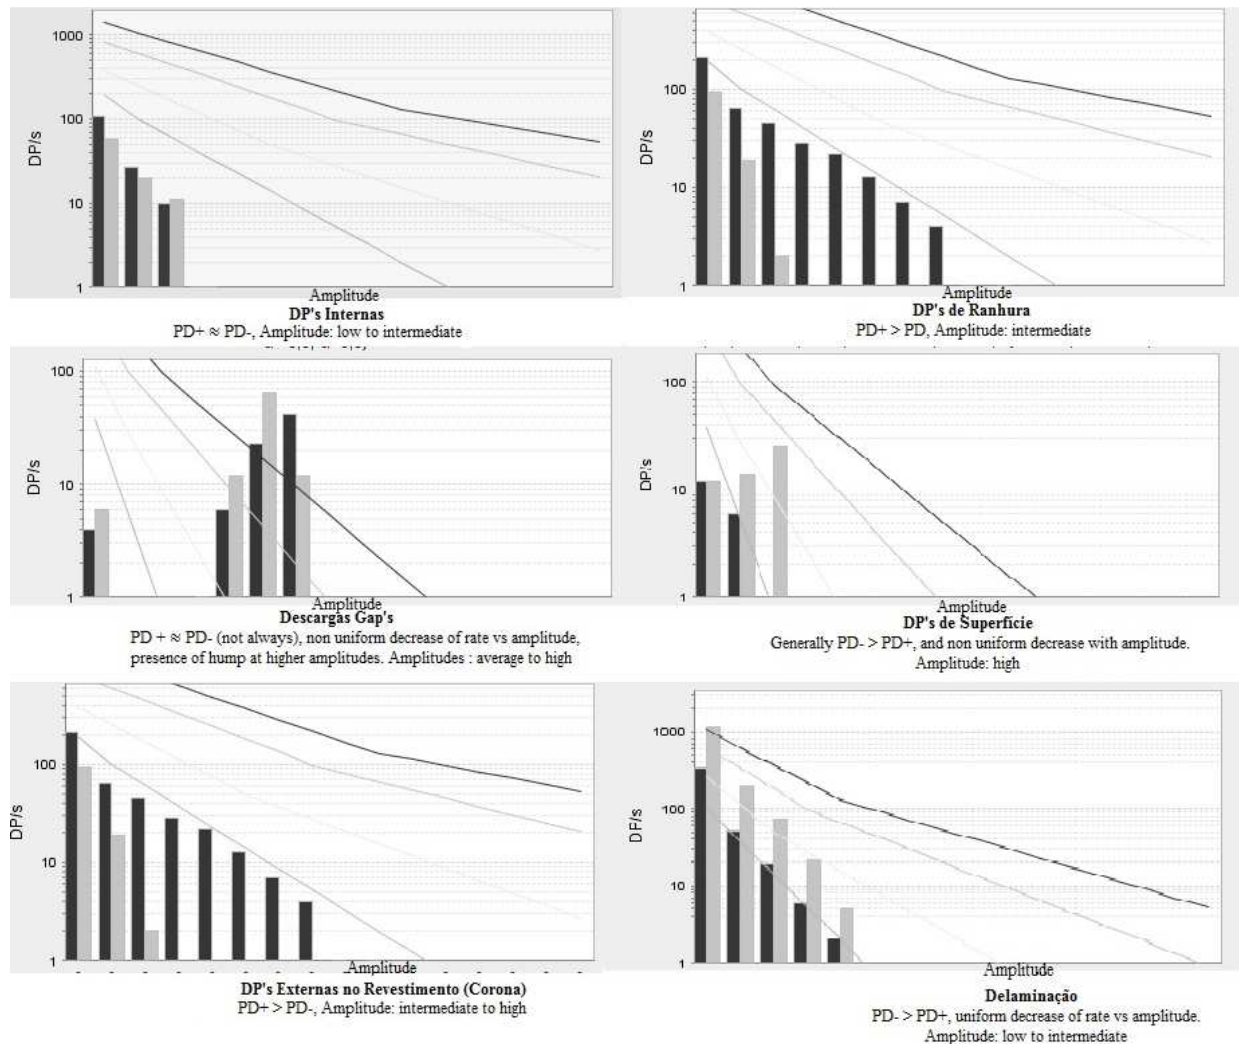 1000
100
10
1
DP/s
Amplitude
DP's Internas
PD+ ≈ PD-, Amplitude: low to intermediate
100
10
1
DP/s
Amplitude
DP's de Ranhura
PD+ > PD, Amplitude: intermediate
100
10
1
DP/s
Amplitude
Descargas Gap's
PD + ≈ PD- (not always), non uniform decrease of rate vs amplitude,
presence of hump at higher amplitudes. Amplitudes : average to high
100
10
1
DP's
Amplitude
DP's de Superfície
Generally PD- > PD+, and non uniform decrease with amplitude.
Amplitude: high
100
10
1
DP/s
Amplitude
DP's Externas no Revestimento (Corona)
PD+ > PD-, Amplitude: intermediate to high
1000
100
10
1
DF/s
Amplitude
Delaminação
PD- > PD+, uniform decrease of rate vs amplitude.
Amplitude: low to intermediate